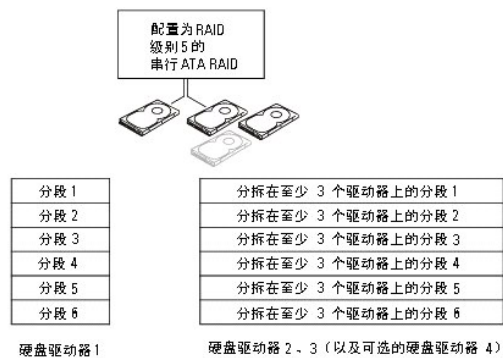 配置为 RAID
级别 5 的
串行 ATA RAID
分段 1
分段 2
分段 3
分段 4
分段 5
分段 6
硬盘驱动器 1
分拆在至少 3 个驱动器上的分段 1
分拆在至少 3 个驱动器上的分段 2
分拆在至少 3 个驱动器上的分段 3
分拆在至少 3 个驱动器上的分段 4
分拆在至少 3 个驱动器上的分段 5
分拆在至少 3 个驱动器上的分段 6
硬盘驱动器 2、3（以及可选的硬盘驱动器 4）